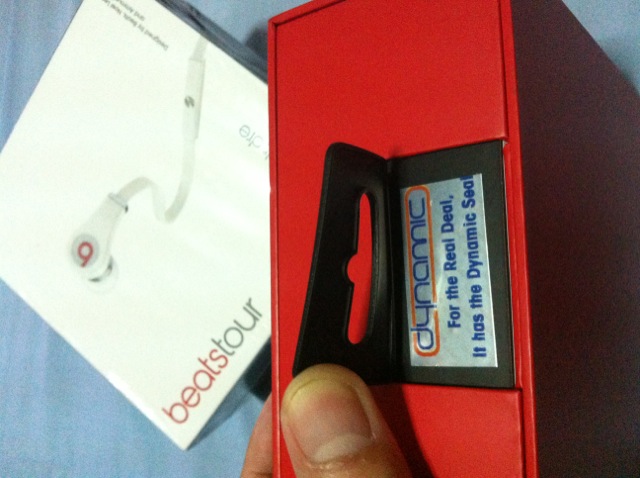 beatstour
dynamic
For the Real Deal,
It has the Dynamic Seal